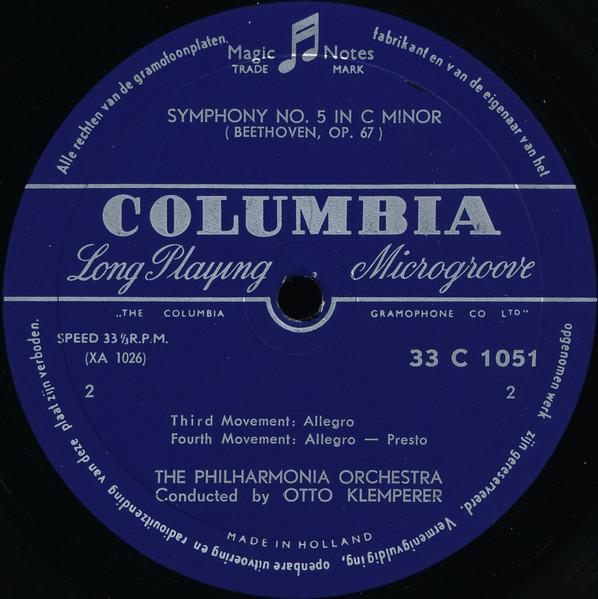 Alle rechten van de gramoloonplaten.
fabrikant en van de eigenaar van het
opgenomen werk zijn gereserveerd. Vermenigvuldiging,
openbare uitvoering en radiouitzending van deze plaat zijn verboden.
Magic Notes
TRADE MARK
SYMPHONY NO. 5 IN C MINOR
( BEETHOVEN, OP. 67 )
COLUMBIA
Long Playing Microgroove
„THE COLUMBIA GRAMOPHONE CO LTD"
SPEED 33⅓R.P.M.
(XA 1026)
33 C 1051
2 2
Third Movement: Allegro
Fourth Movement: Allegro — Presto
THE PHILHARMONIA ORCHESTRA
Conducted by OTTO KLEMPERER
MADE IN HOLLAND